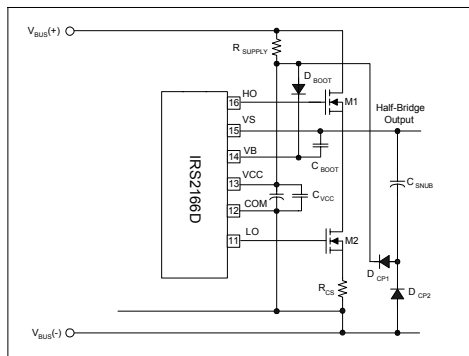 VBUS(+)
RSUPPLY
DBOOT
HO
16
M1
VS
15
Half-Bridge
Output
VB
14
CBOOT
IRS2166D
VCC
13
CSNUB
COM
12
CVCC
LO
11
M2
DCP1
RCS
DCP2
VBUS(-)